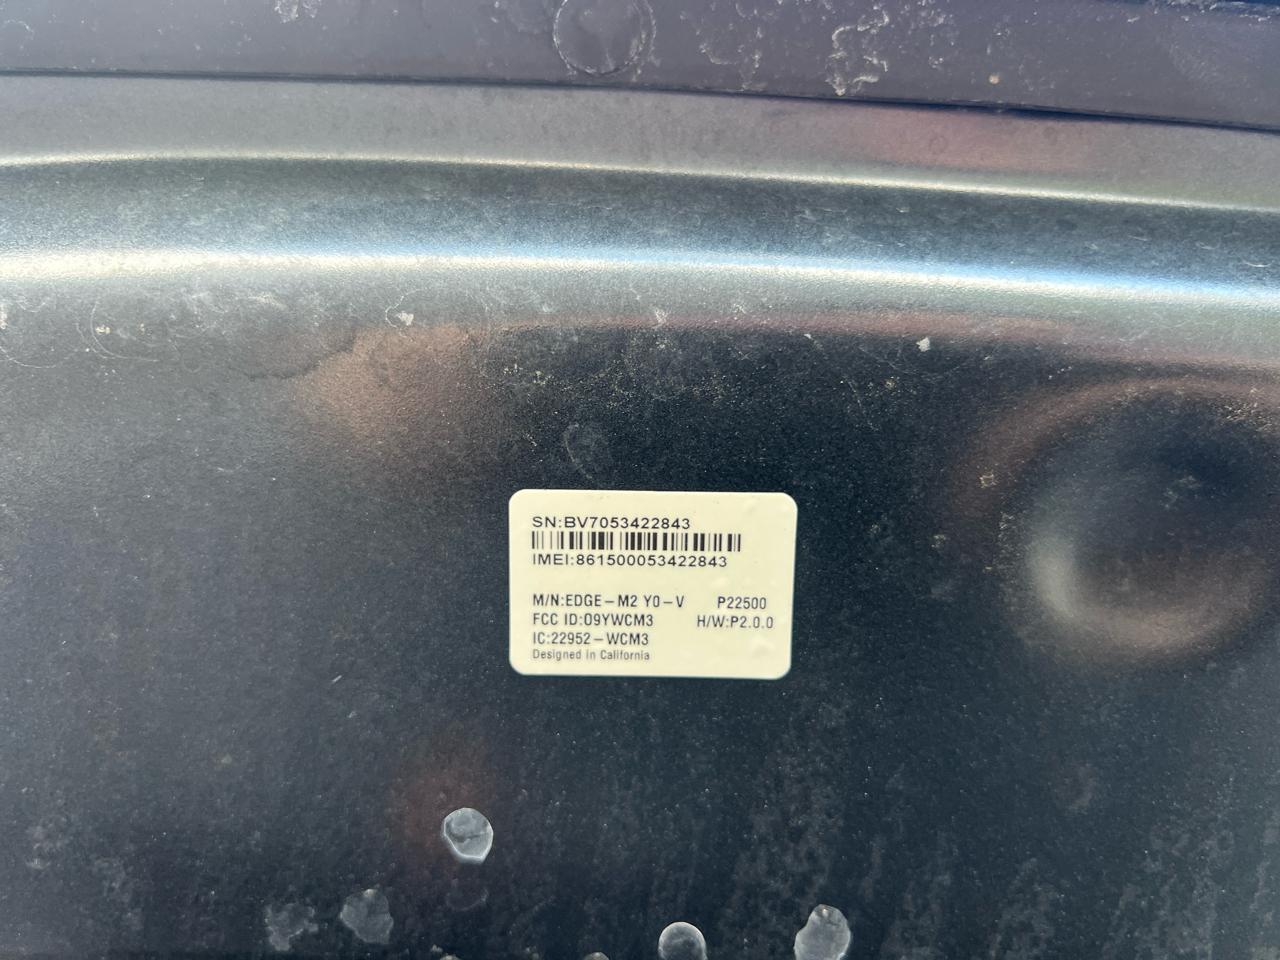 SN:BV7053422843
IMEI:861500053422843
M/N:EDGE-M2 Y0-V P22500
FCC ID:O9YWCM3 H/W:P2.0.0
IC:22952-WCM3
Designed in California